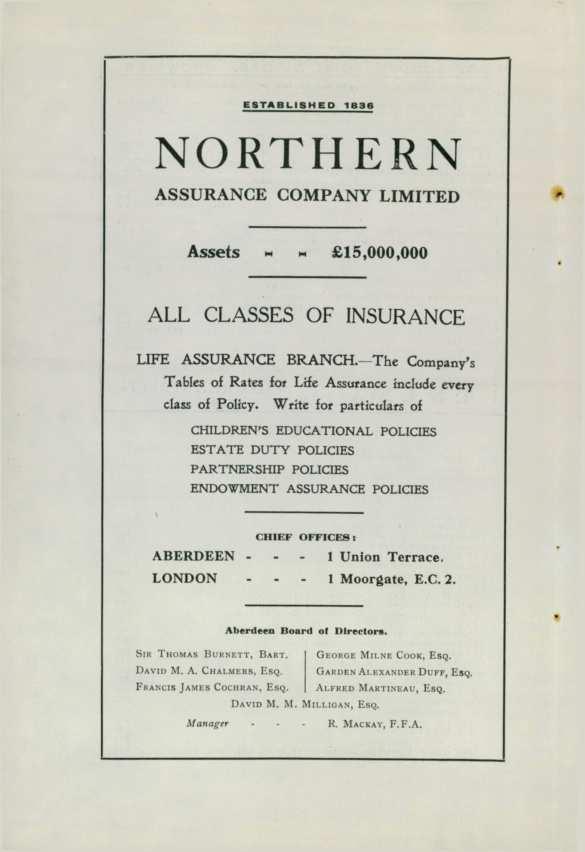 ESTABLISHED 1836
NORTHERN
ASSURANCE COMPANY LIMITED
Assets - - £15,000,000
ALL CLASSES OF INSURANCE
LIFE ASSURANCE BRANCH.—The Company's
Tables of Rates for Life Assurance include every
class of Policy. Write for particulars of
CHILDREN'S EDUCATIONAL POLICIES
ESTATE DUTY POLICIES
PARTNERSHIP POLICIES
ENDOWMENT ASSURANCE POLICIES
CHIEF OFFICES:
ABERDEEN - - - 1 Union Terrace.
LONDON - - - 1 Moorgate, E.C. 2.
Aberdeen Board of Directors.
SIR THOMAS BURNETT, BART.
DAVID M. A. CHALMERS, ESQ.
FRANCIS JAMES COCHRAN, ESQ.
GEORGE MILNE COOK, ESQ.
GARDEN ALEXANDER DUFF, ESQ.
ALFRED MARTINEAU, ESQ.
DAVID M. M. MILLIGAN, ESQ.
Manager - - - R. MACKAY, F.F.A.